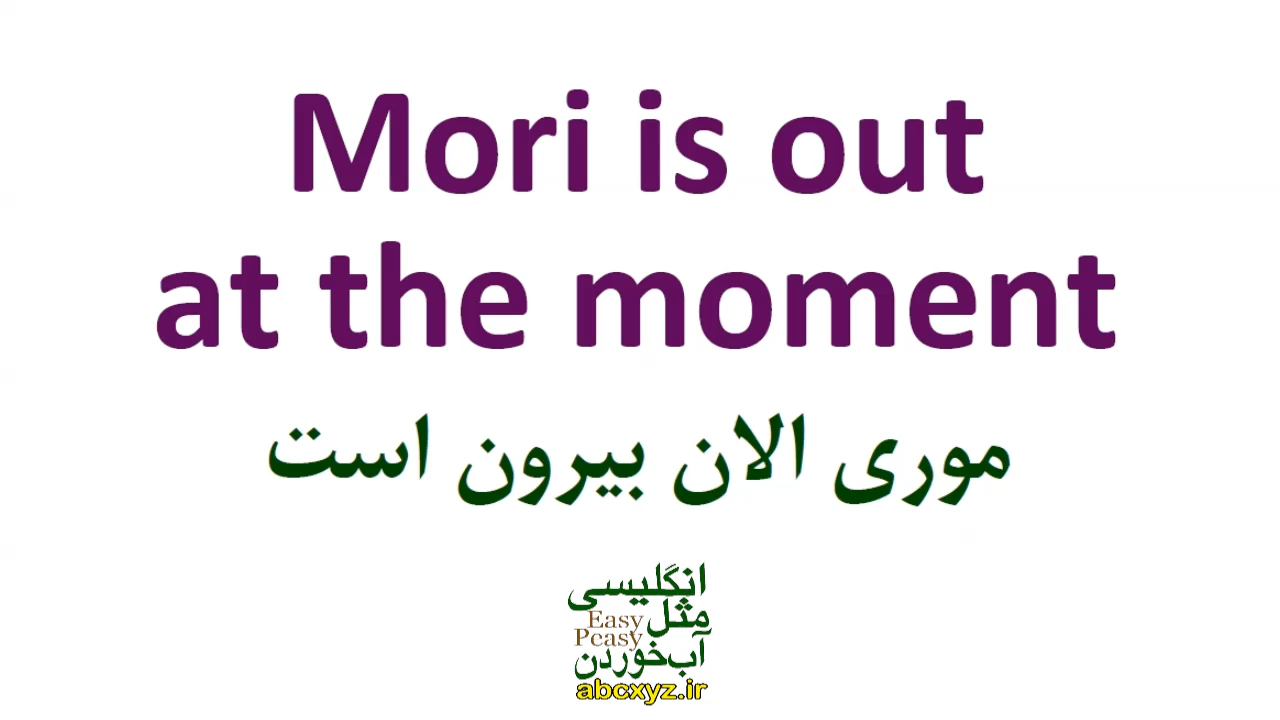 Mori is out
at the moment
موری الان بیرون است
انگلیسی
مثل
Easy
Peasy
آب‌خوردن
abcxyz.ir